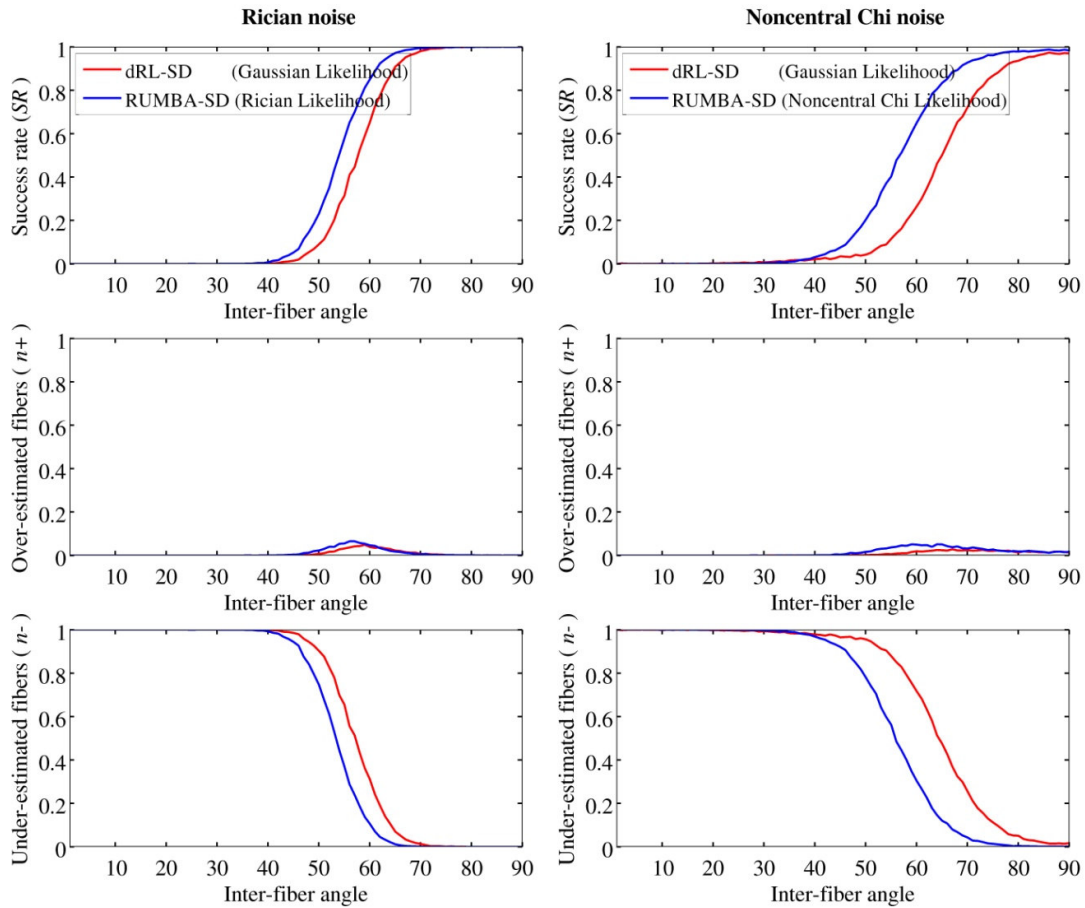 Rician noise
Success rate (SR)
1
0.8
0.6
0.4
0.2
0
dRL-SD (Gaussian Likelihood)
RUMBA-SD (Rician Likelihood)
10 20 30 40 50 60 70 80 90
Inter-fiber angle
Noncentral Chi noise
Success rate (SR)
1
0.8
0.6
0.4
0.2
0
dRL-SD (Gaussian Likelihood)
RUMBA-SD (Noncentral Chi Likelihood)
10 20 30 40 50 60 70 80 90
Inter-fiber angle
Over-estimated fibers ( n+ )
1
0.8
0.6
0.4
0.2
0
10 20 30 40 50 60 70 80 90
Inter-fiber angle
Over-estimated fibers ( n+ )
1
0.8
0.6
0.4
0.2
0
10 20 30 40 50 60 70 80 90
Inter-fiber angle
Under-estimated fibers ( n- )
1
0.8
0.6
0.4
0.2
0
10 20 30 40 50 60 70 80 90
Inter-fiber angle
Under-estimated fibers ( n- )
1
0.8
0.6
0.4
0.2
0
10 20 30 40 50 60 70 80 90
Inter-fiber angle